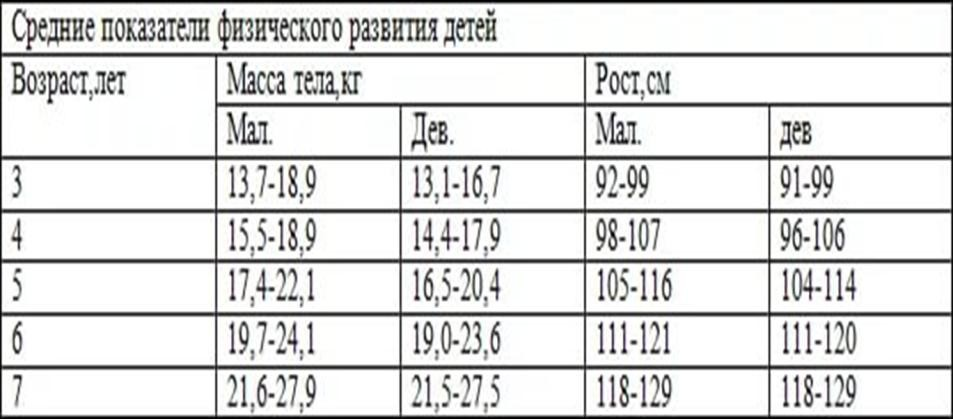 Средние показатели физического развития детей
Возраст,лет Масса тела,кг Рост,см
Мал. Дев. Мал. дев
3 13,7-18,9 13,1-16,7 92-99 91-99
4 15,5-18,9 14,4-17,9 98-107 96-106
5 17,4-22,1 16,5-20,4 105-116 104-114
6 19,7-24,1 19,0-23,6 111-121 111-120
7 21,6-27,9 21,5-27,5 118-129 118-129